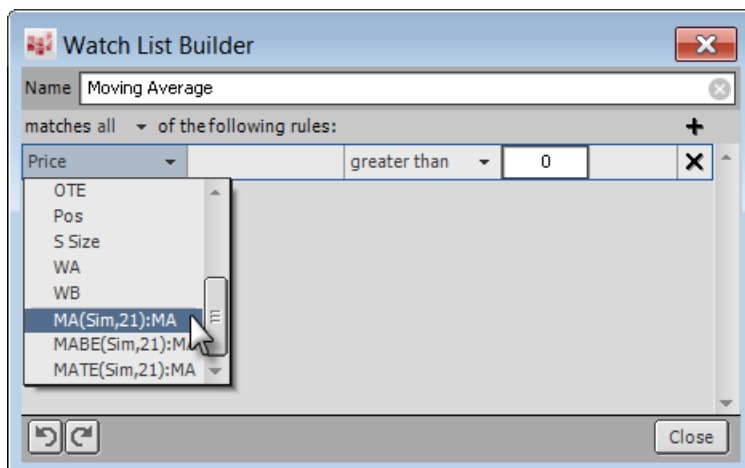 Watch List Builder
Name Moving Average
matches all of the following rules:
Price greater than 0
OTE
Pos
S Size
WA
WB
MA(Sim,21):MA
MABE(Sim,21):MA
MATE(Sim,21):MA
Close